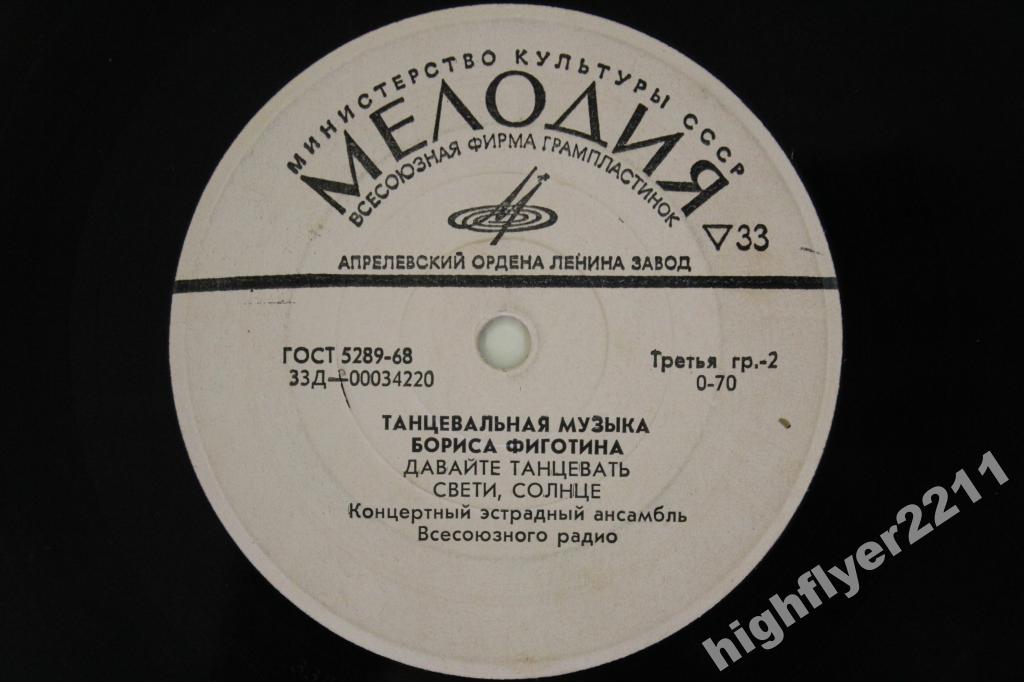 МИНИСТЕРСТВО КУЛЬТУРЫ СССР
МЕЛОДИЯ
ВСЕСОЮЗНАЯ ФИРМА ГРАМПЛАСТИНОК
▽33
АПРЕЛЕВСКИЙ ОРДЕНА ЛЕНИНА ЗАВОД
ГОСТ 5289-68
Третья гр.-2
33Д—00034220
0-70
ТАНЦЕВАЛЬНАЯ МУЗЫКА
БОРИСА ФИГОТИНА
ДАВАЙТЕ ТАНЦЕВАТЬ
СВЕТИ, СОЛНЦЕ
Концертный эстрадный ансамбль
Всесоюзного радио
highflyer2211